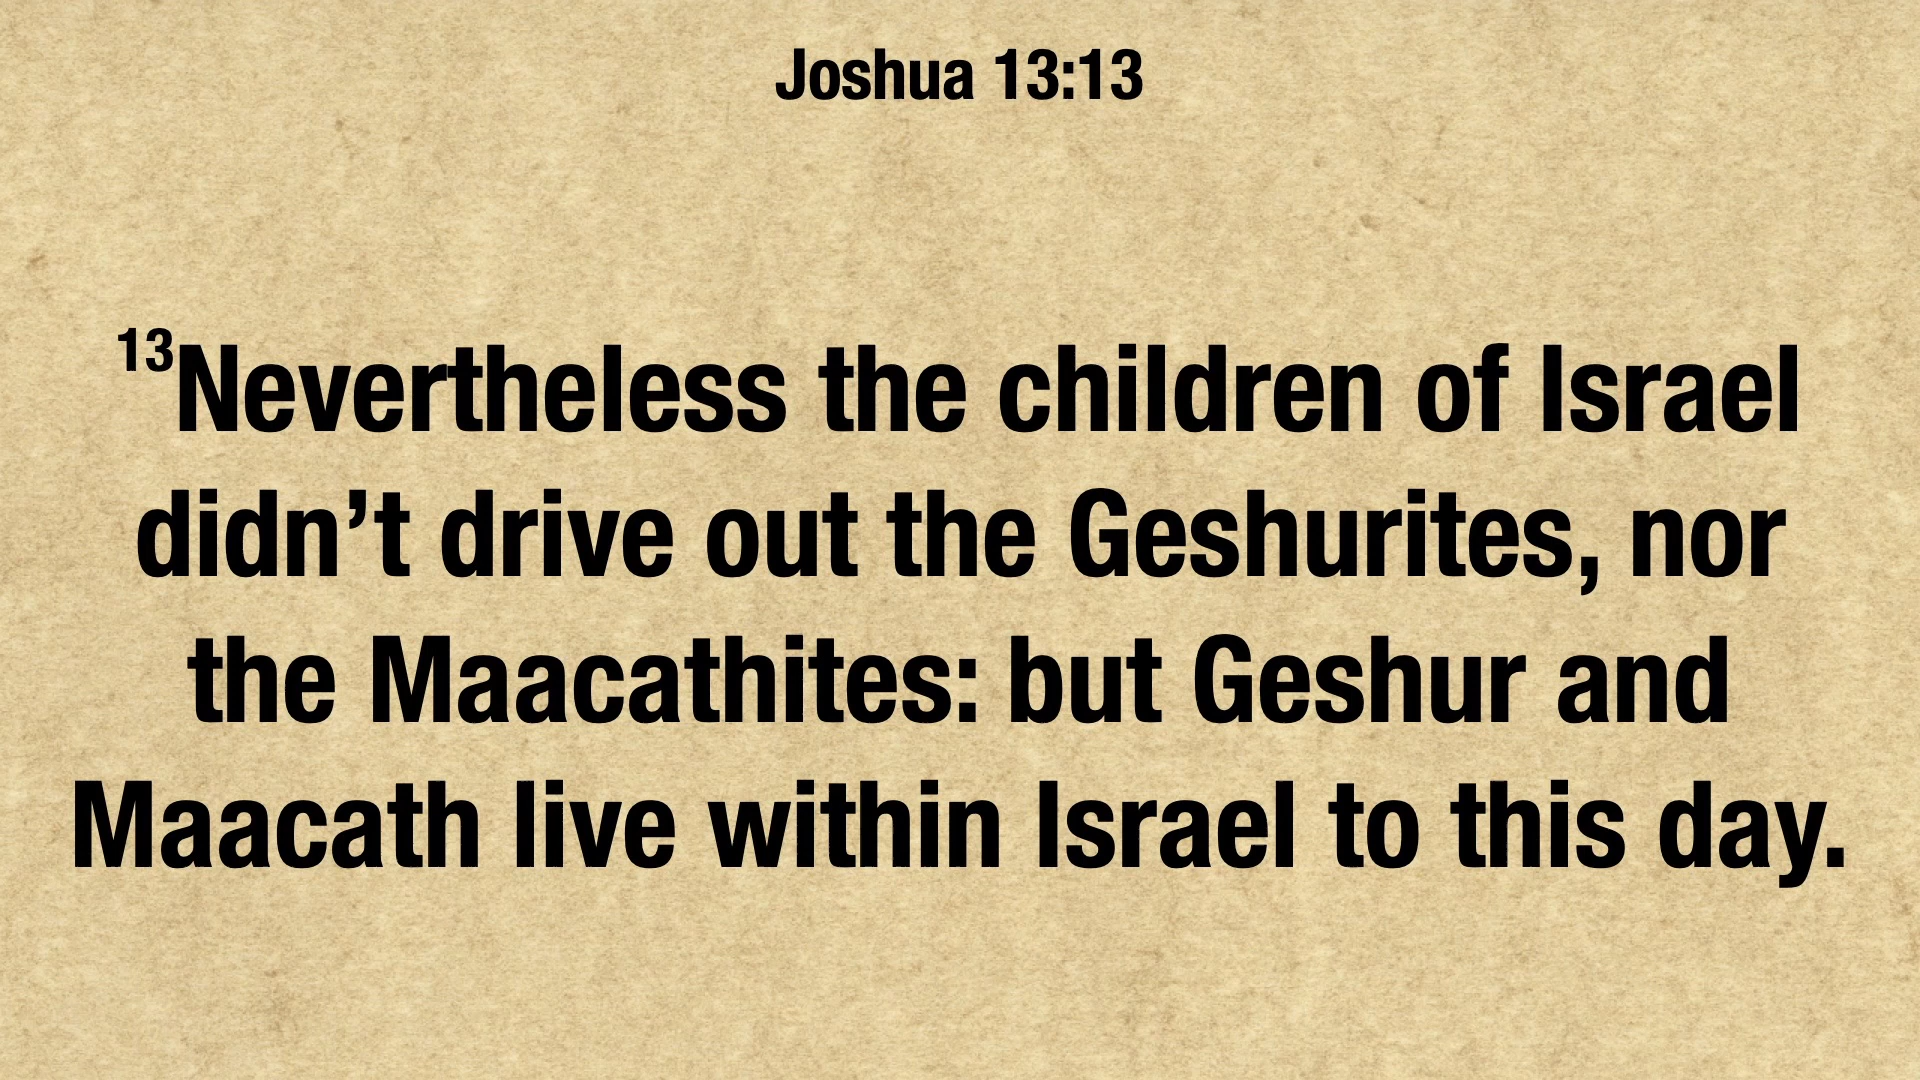 Joshua 13:13
13Nevertheless the children of Israel
didn’t drive out the Geshurites, nor
the Maacathites: but Geshur and
Maacath live within Israel to this day.